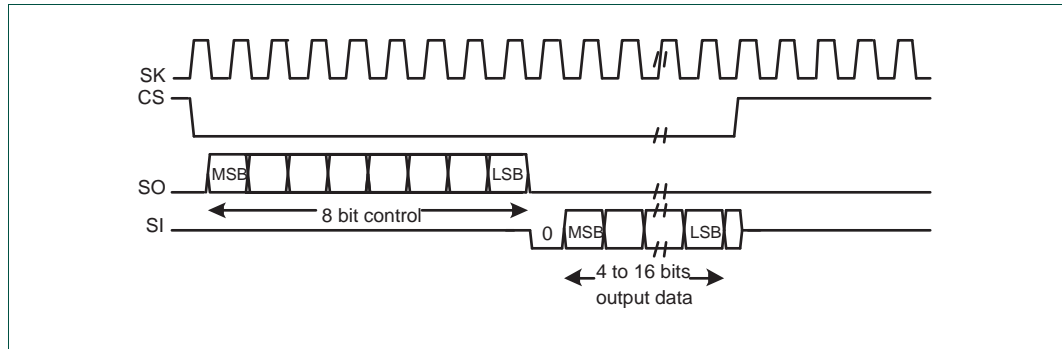 SK
CS
SO
MSB
LSB
8 bit control
SI
0
MSB
LSB
4 to 16 bits
output data